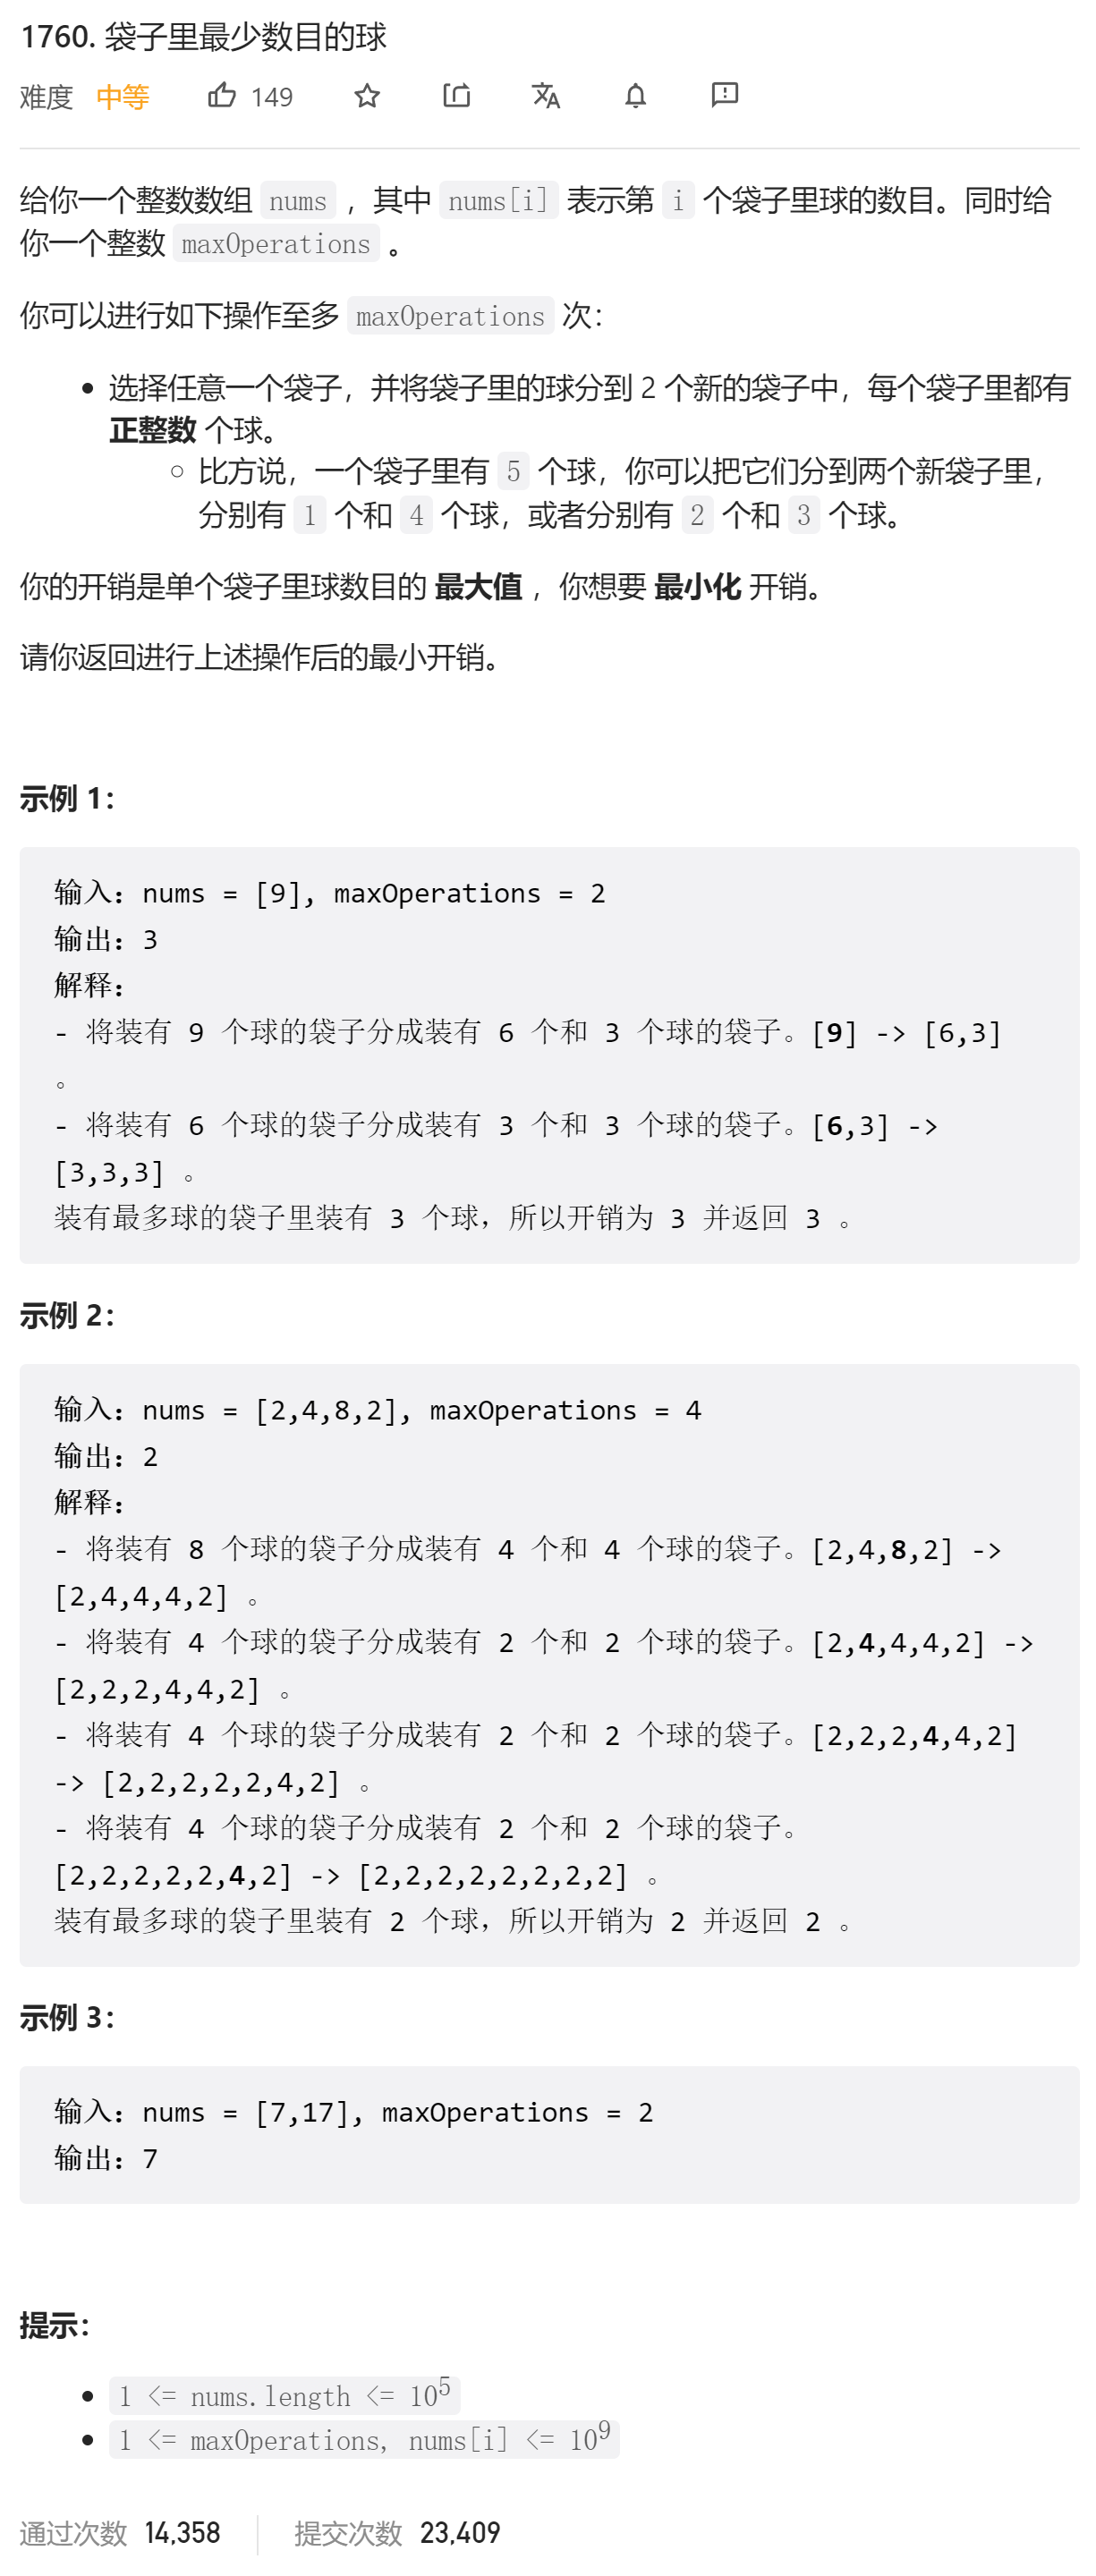 1760. 袋子里最少数目的球
难度 中等 149
给你一个整数数组 nums ，其中 nums[i] 表示第 i 个袋子里球的数目。同时给
你一个整数 maxOperations 。
你可以进行如下操作至多 maxOperations 次：
• 选择任意一个袋子，并将袋子里的球分到 2 个新的袋子中，每个袋子里都有
正整数 个球。
◦ 比方说，一个袋子里有 5 个球，你可以把它们分到两个新袋子里，
分别有 1 个和 4 个球，或者分别有 2 个和 3 个球。
你的开销是单个袋子里球数目的 最大值 ，你想要 最小化 开销。
请你返回进行上述操作后的最小开销。
示例 1：
输入：nums = [9], maxOperations = 2
输出：3
解释：
- 将装有 9 个球的袋子分成装有 6 个和 3 个球的袋子。[9] -> [6,3]
。
- 将装有 6 个球的袋子分成装有 3 个和 3 个球的袋子。[6,3] ->
[3,3,3] 。
装有最多球的袋子里装有 3 个球，所以开销为 3 并返回 3 。
示例 2：
输入：nums = [2,4,8,2], maxOperations = 4
输出：2
解释：
- 将装有 8 个球的袋子分成装有 4 个和 4 个球的袋子。[2,4,8,2] ->
[2,4,4,4,2] 。
- 将装有 4 个球的袋子分成装有 2 个和 2 个球的袋子。[2,4,4,4,2] ->
[2,2,2,4,4,2] 。
- 将装有 4 个球的袋子分成装有 2 个和 2 个球的袋子。[2,2,2,4,4,2]
-> [2,2,2,2,2,4,2] 。
- 将装有 4 个球的袋子分成装有 2 个和 2 个球的袋子。
[2,2,2,2,2,4,2] -> [2,2,2,2,2,2,2,2] 。
装有最多球的袋子里装有 2 个球，所以开销为 2 并返回 2 。
示例 3：
输入：nums = [7,17], maxOperations = 2
输出：7
提示：
• 1 <= nums.length <= 10⁵
• 1 <= maxOperations, nums[i] <= 10⁹
通过次数 14,358 提交次数 23,409